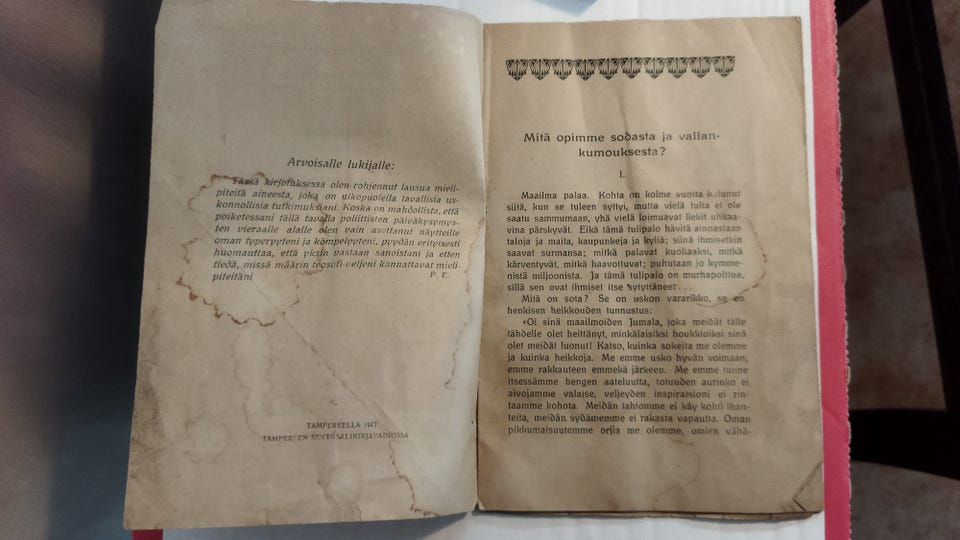 Arvoisalle lukijalle:
Tässä kirjotuksessa olen rohjennut lausua mieli-
piteitä aineesta, joka on ulkopuolella tavallisia us-
konnollisia tutkimuksiani. Koska on mahdollista, että
poiketessani tällä tavalla poliittisten päiväkysymys-
ten vieraalle alalle olen vain asettanut näytteille
oman typeryyteni ja kömpelyyteni, pyydän erityisesti
huomauttaa, että yksin vastaan sanoistani ja etten
tiedä, missä määrin teosofi-veljeni kannattavat mieli-
piteitäni
P. E.
TAMPEREELLA 1917
TAMPEREEN SENTRAALIKIRJAPAINOSSA
Mitä opimme sodasta ja vallan-
kumouksesta?
I.
Maailma palaa. Kohta on kolme vuotta kulunut
siitä, kun se tuleen syttyi, mutta vielä tulta ei ole
saatu sammumaan, yhä vielä loimuavat liekit uhkaa-
vina pärskyvät. Eikä tämä tulipalo hävitä ainoastaan
taloja ja maita, kaupunkeja ja kyliä; siinä ihmisetkin
saavat surmansa; mitkä palavat kuoliaaksi, mitkä
kärventyvät, mitkä haavottuvat; puhutaan jo kymme-
nistä miljoonista. Ja tämä tulipalo on murhapolttoa,
sillä sen ovat ihmiset itse sytyttäneet . . .
Mitä on sota? Se on uskon vararikko, se on
henkisen heikkouden tunnustus:
«Oi sinä maailmoiden Jumala, joka meidät tälle
tähdelle olet heittänyt, minkälaisiksi houkkioiksi sinä
olet meidät luonut! Katso, kuinka sokeita me olemme
ja kuinka heikkoja. Me emme usko hyvän voimaan,
emme rakkauteen emmekä järkeen. Me emme tunne
itsessämme hengen aateluutta, totuuden aurinko ei
aivojamme valaise, veljeyden inspiratsioni ei rin-
taamme kohota. Meidän tahtomme ei käy kohti ihan-
teita, meidän sydämemme ei rakasta vapautta. Oman
pikkumaisuutemme orjia me olemme, omien vähä-